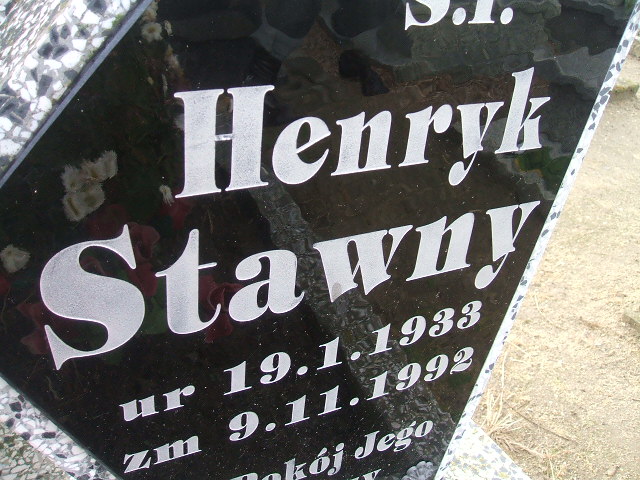 Ś.P.
Henryk
Stawny
ur 19.1.1933
zm 9.11.1992
Pokój Jego